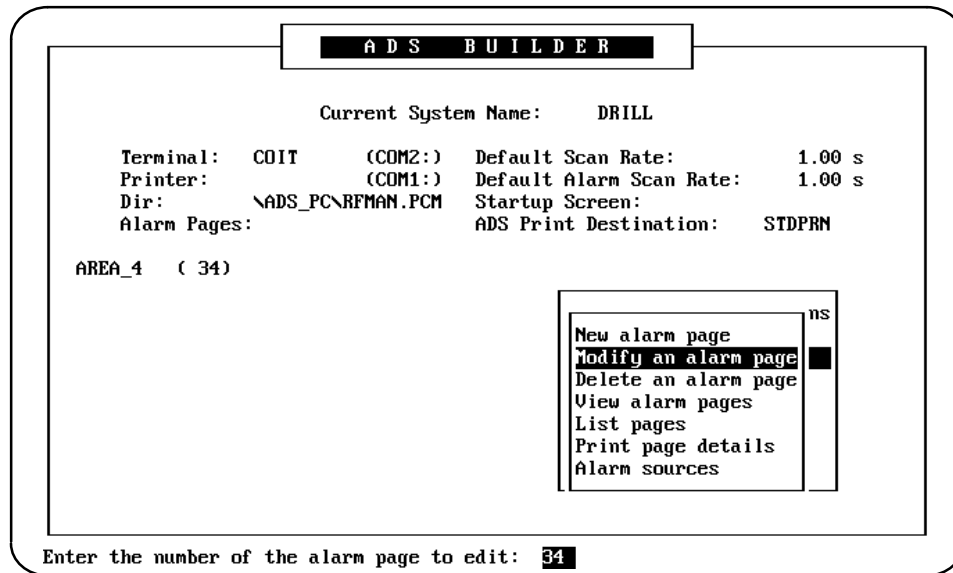 ADS BUILDER
Current System Name: DRILL
Terminal: COIT (COM2:) Default Scan Rate: 1.00 s
Printer: (COM1:) Default Alarm Scan Rate: 1.00 s
Dir: \ADS_PC\RFMAN.PCM Startup Screen:
Alarm Pages: ADS Print Destination: STDPRN
AREA_4 ( 34)
ns
New alarm page
Modify an alarm page
Delete an alarm page
View alarm pages
List pages
Print page details
Alarm sources
Enter the number of the alarm page to edit: 34